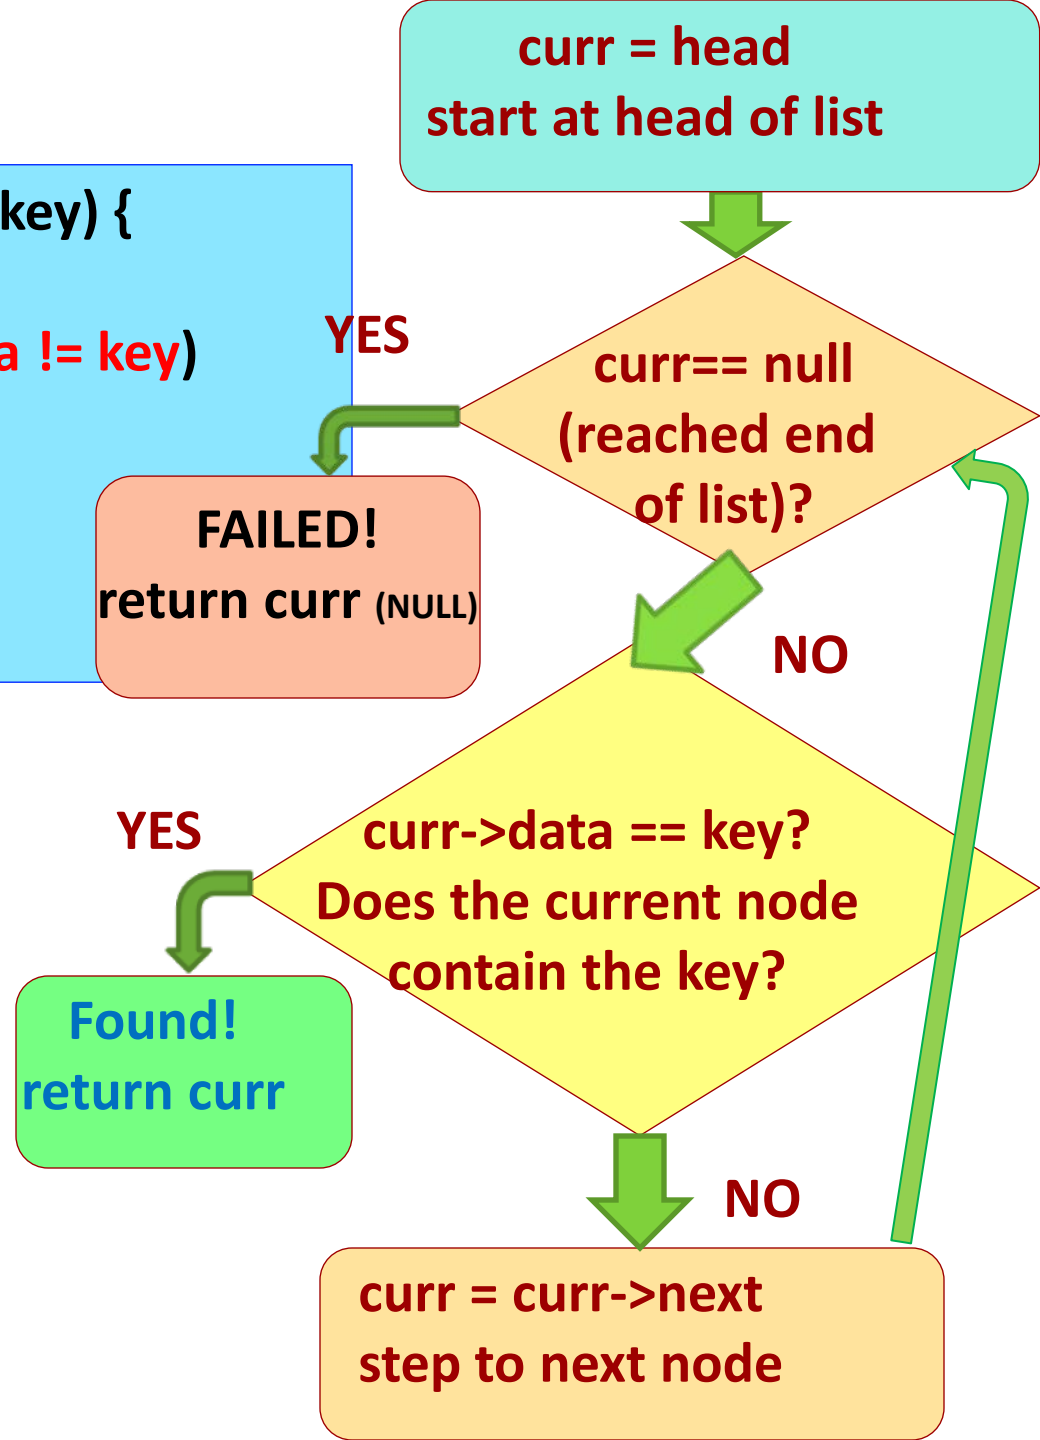 curr = head
start at head of list
key) {
a != key)
YES
curr== null
(reached end
of list)?
FAILED!
return curr (NULL)
NO
YES
curr->data == key?
Does the current node
contain the key?
Found!
return curr
NO
curr = curr->next
step to next node